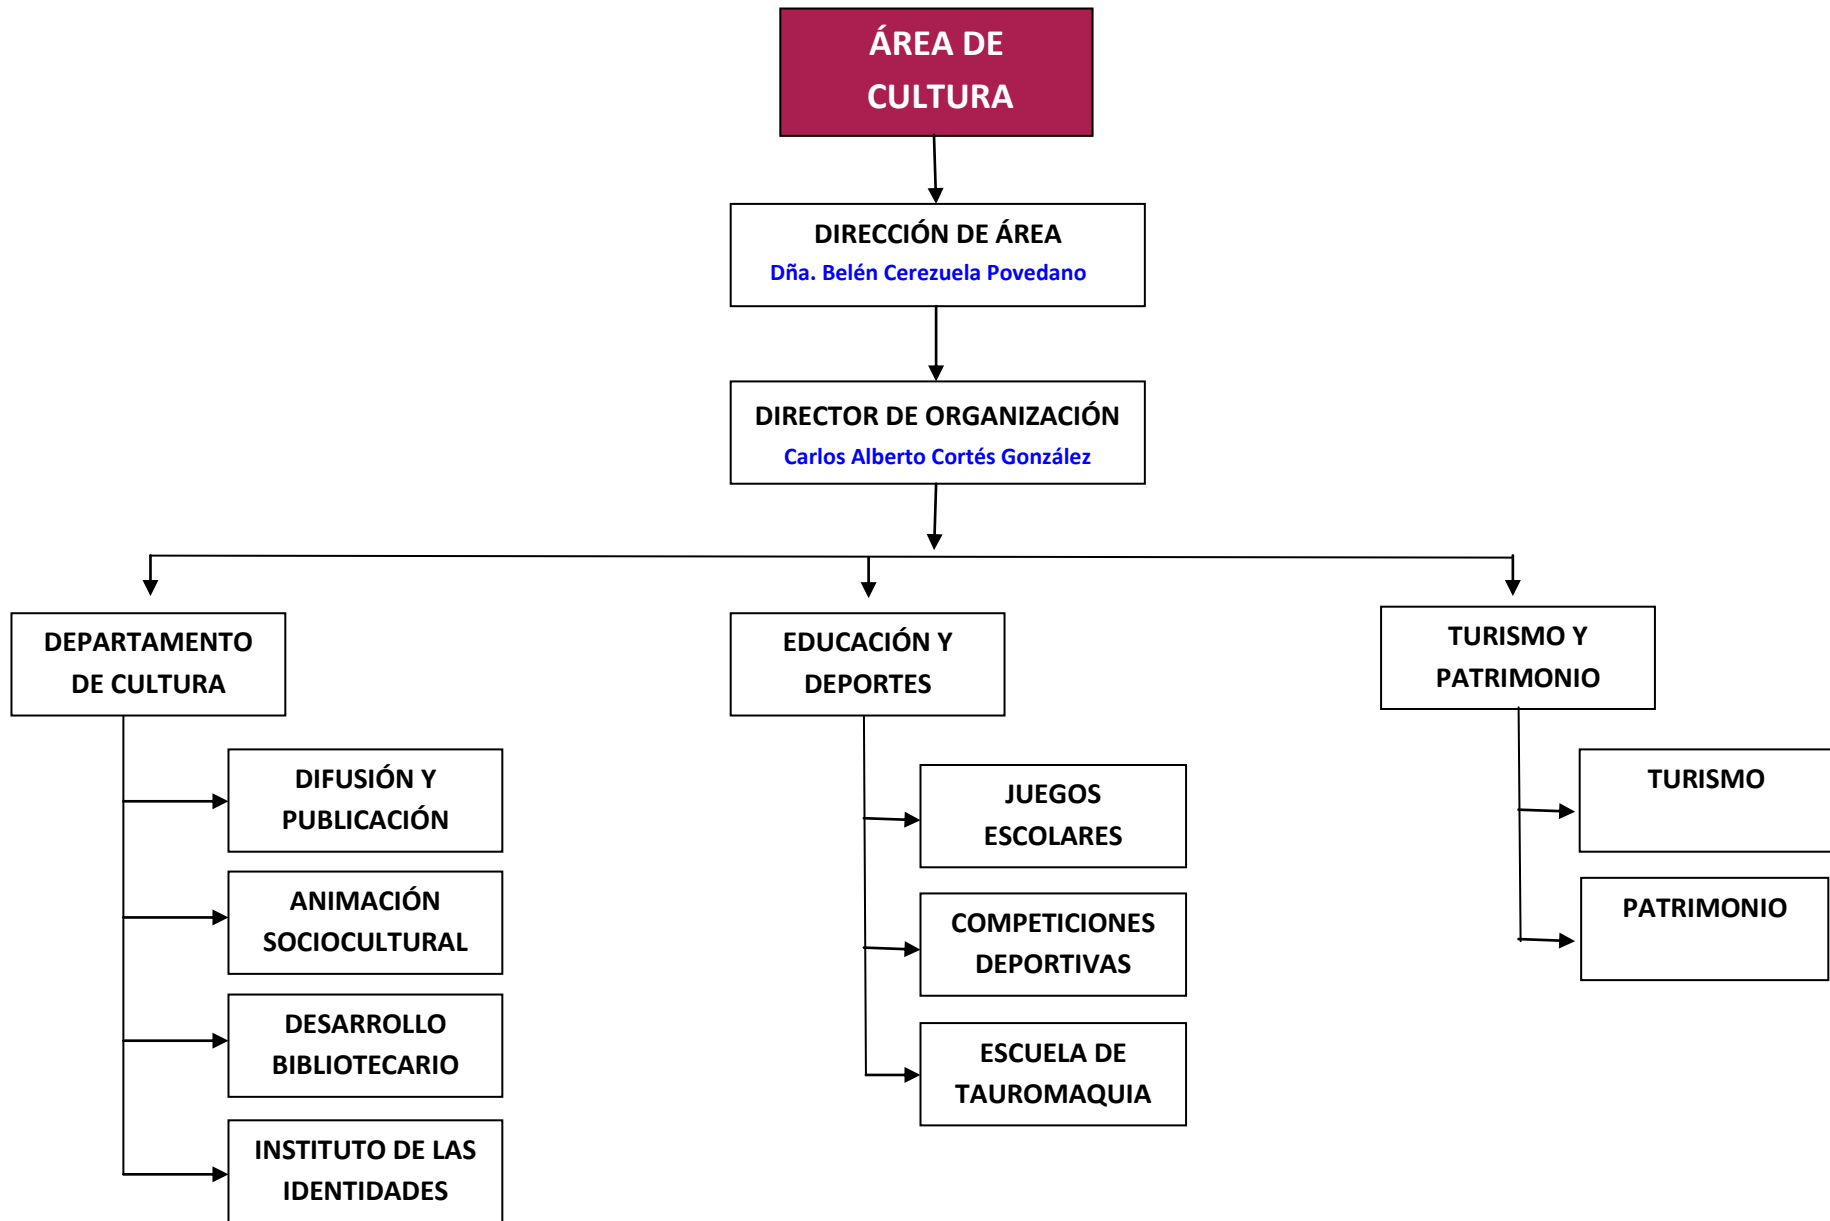 ÁREA DE
CULTURA
DIRECCIÓN DE ÁREA
Dña. Belén Cerezuela Povedano
DIRECTOR DE ORGANIZACIÓN
Carlos Alberto Cortés González
DEPARTAMENTO
DE CULTURA
DIFUSIÓN Y
PUBLICACIÓN
ANIMACIÓN
SOCIOCULTURAL
DESARROLLO
BIBLIOTECARIO
INSTITUTO DE LAS
IDENTIDADES
EDUCACIÓN Y
DEPORTES
JUEGOS
ESCOLARES
COMPETICIONES
DEPORTIVAS
ESCUELA DE
TAUROMAQUIA
TURISMO Y
PATRIMONIO
TURISMO
PATRIMONIO